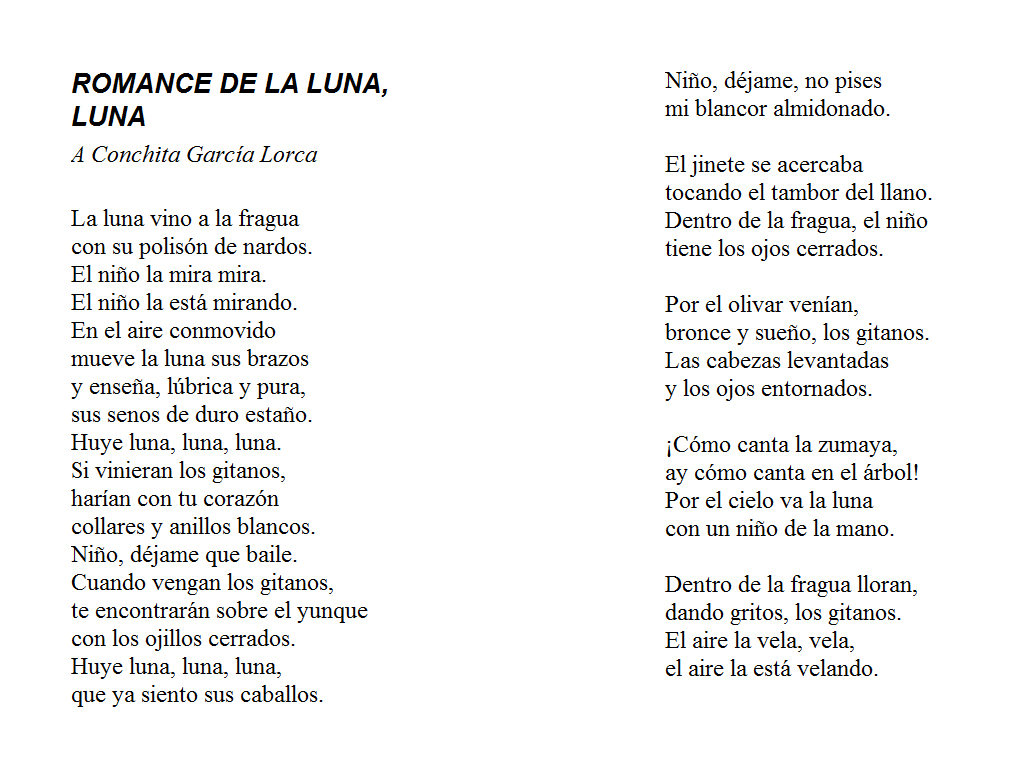 ROMANCE DE LA LUNA,
LUNA
A Conchita García Lorca
La luna vino a la fragua
con su polisón de nardos.
El niño la mira mira.
El niño la está mirando.
En el aire conmovido
mueve la luna sus brazos
y enseña, lúbrica y pura,
sus senos de duro estaño.
Huye luna, luna, luna.
Si vinieran los gitanos,
harían con tu corazón
collares y anillos blancos.
Niño, déjame que baile.
Cuando vengan los gitanos,
te encontrarán sobre el yunque
con los ojillos cerrados.
Huye luna, luna, luna,
que ya siento sus caballos.
Niño, déjame, no pises
mi blancor almidonado.
El jinete se acercaba
tocando el tambor del llano.
Dentro de la fragua, el niño
tiene los ojos cerrados.
Por el olivar venían,
bronce y sueño, los gitanos.
Las cabezas levantadas
y los ojos entornados.
¡Cómo canta la zumaya,
ay cómo canta en el árbol!
Por el cielo va la luna
con un niño de la mano.
Dentro de la fragua lloran,
dando gritos, los gitanos.
El aire la vela, vela,
el aire la está velando.